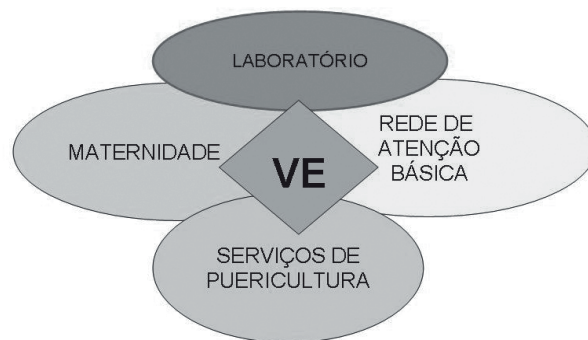 LABORATÓRIO
MATERNIDADE
REDE DE
ATENÇÃO
BÁSICA
VE
SERVIÇOS DE
PUERICULTURA